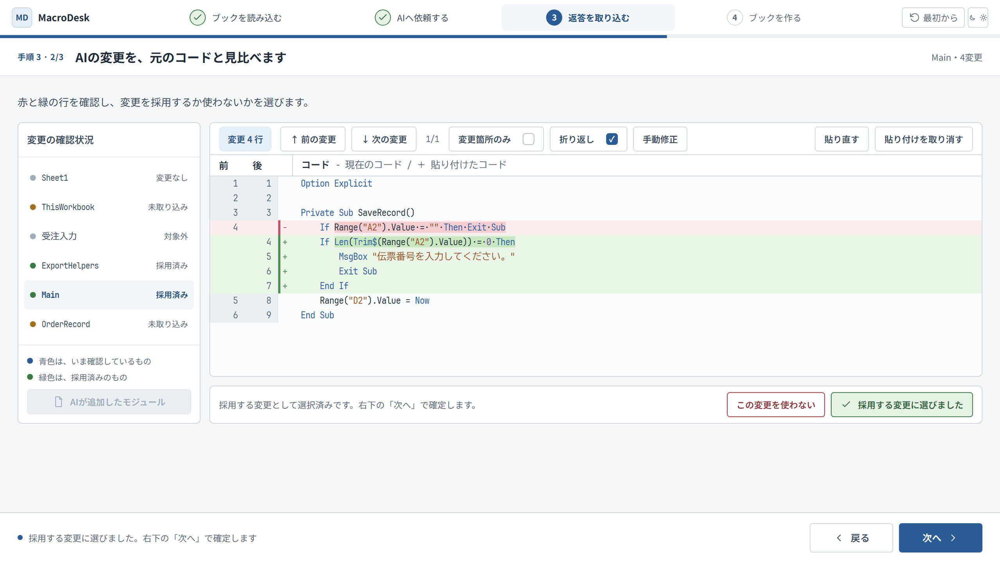 MD MacroDesk ブックを読み込む AIへ依頼する 3 返答を取り込む 4 ブックを作る 最初から
手順 3・2/3 AIの変更を、元のコードと見比べます Main・4変更
赤と緑の行を確認し、変更を採用するか使わないかを選びます。
変更の確認状況
Sheet1 変更なし
ThisWorkbook 未取り込み
受注入力 対象外
ExportHelpers 採用済み
Main 採用済み
OrderRecord 未取り込み
青色は、いま確認しているもの
緑色は、採用済みのもの
AIが追加したモジュール
変更 4 行 ↑ 前の変更 ↓ 次の変更 1/1 変更箇所のみ 折り返し 手動修正 貼り直す 貼り付けを取り消す
前 後 コード - 現在のコード / + 貼り付けたコード
1 1 Option Explicit
2 2
3 3 Private Sub SaveRecord()
4 - If Range("A2").Value·=·""·Then·Exit·Sub
4 + If Len(Trim$(Range("A2").Value))·=·0·Then
5 + MsgBox "伝票番号を入力してください。"
6 + Exit Sub
7 + End If
5 8 Range("D2").Value = Now
6 9 End Sub
採用する変更として選択済みです。右下の「次へ」で確定します。 この変更を使わない 採用する変更に選びました
採用する変更に選びました。右下の「次へ」で確定します 戻る 次へ